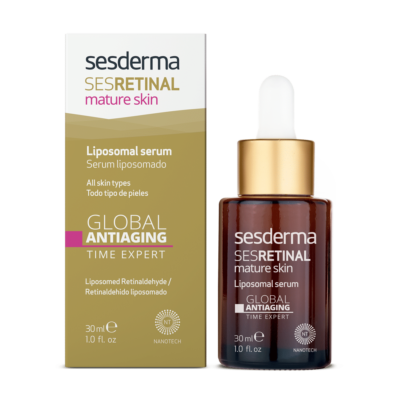 sesderma
SESRETINAL
mature skin
Liposomal serum
Serum liposomado
All skin types
Todo tipo de pieles
GLOBAL
ANTIAGING
TIME EXPERT
Liposomed Retinaldehyde /
Retinaldehído liposomado
30 ml ℮
1.0 fl. oz
NT
NANOTECH
sesderma
SESRETINAL
mature skin
Liposomal serum
GLOBAL
ANTIAGING
TIME EXPERT
30 ml ℮
1.0 fl. oz
NT
NANOTECH